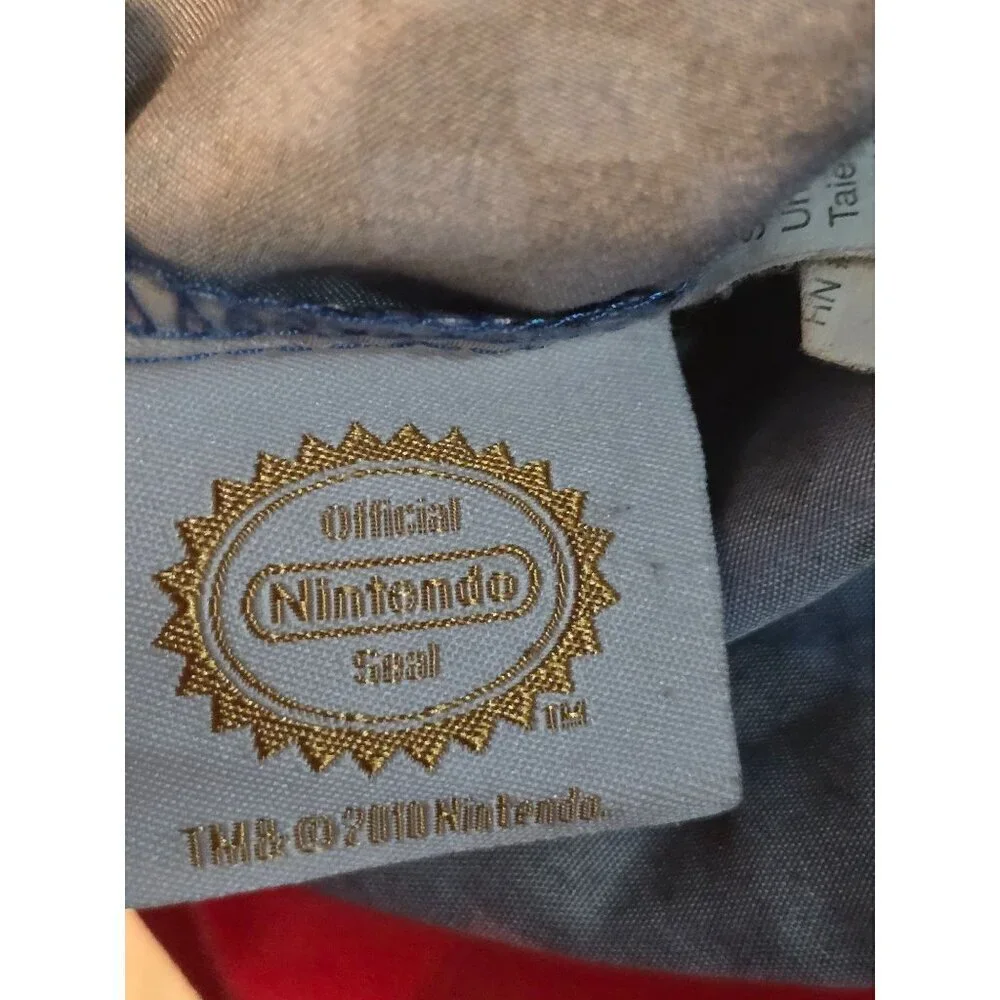 Official
Nintendo
Seal
TM
TM & © 2010 Nintendo.